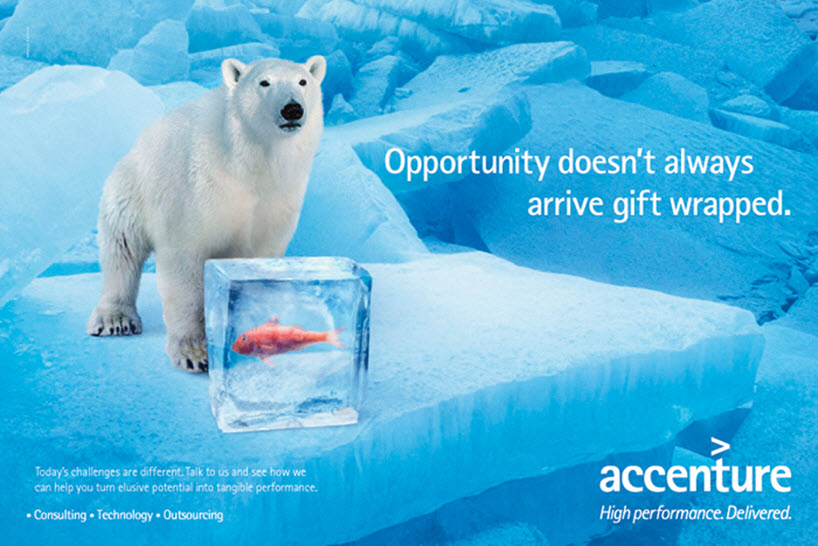 Opportunity doesn't always
arrive gift wrapped.
Today's challenges are different. Talk to us and see how we
can help you turn elusive potential into tangible performance.
• Consulting • Technology • Outsourcing
>
accenture
High performance. Delivered.